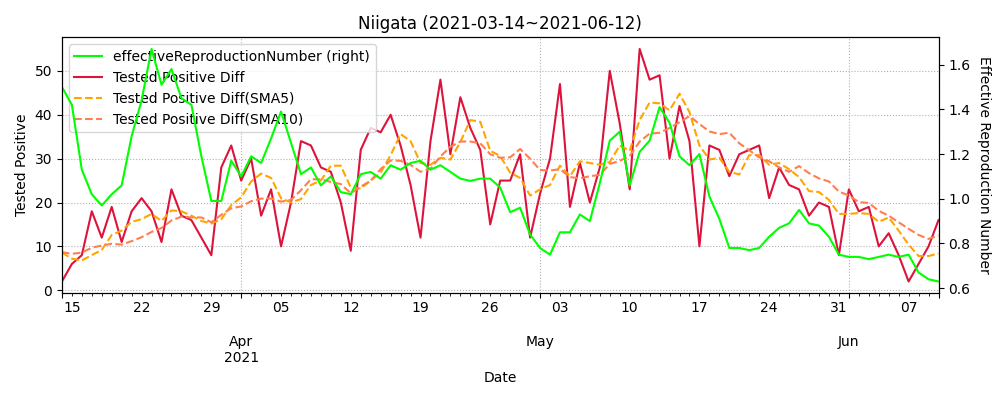 Niigata (2021-03-14~2021-06-12)
effectiveReproductionNumber (right)
Tested Positive Diff
Tested Positive Diff(SMA5)
Tested Positive Diff(SMA10)
Tested Positive
50
40
30
20
10
0
1.6
1.4
1.2
1.0
0.8
0.6
Effective Reproduction Number
15 22 29 05 12 19 26 03 10 17 24 31 07
Apr May Jun
2021
Date